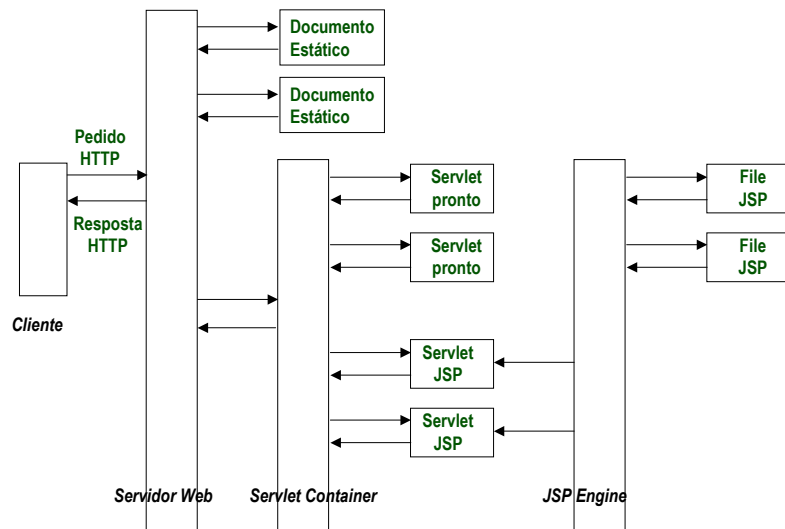 Documento
Estático
Documento
Estático
Pedido
HTTP
Resposta
HTTP
Cliente
Servlet
pronto
Servlet
pronto
Servlet
JSP
Servlet
JSP
File
JSP
File
JSP
Servidor Web
Servlet Container
JSP Engine